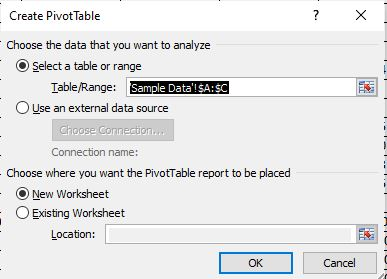 Create PivotTable
?
Choose the data that you want to analyze
Select a table or range
Table/Range: 'Sample Data'!$A:$C
Use an external data source
Choose Connection...
Connection name:
Choose where you want the PivotTable report to be placed
New Worksheet
Existing Worksheet
Location:
OK Cancel